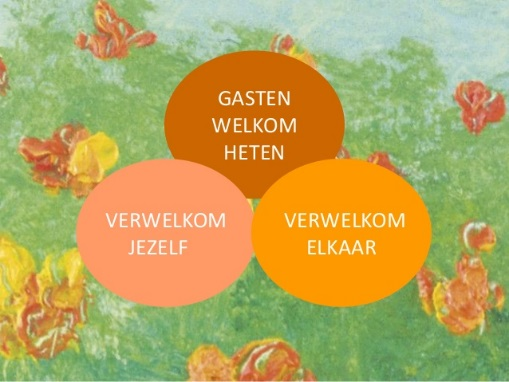 GASTEN
WELKOM
HETEN
VERWELKOM
JEZELF
VERWELKOM
ELKAAR